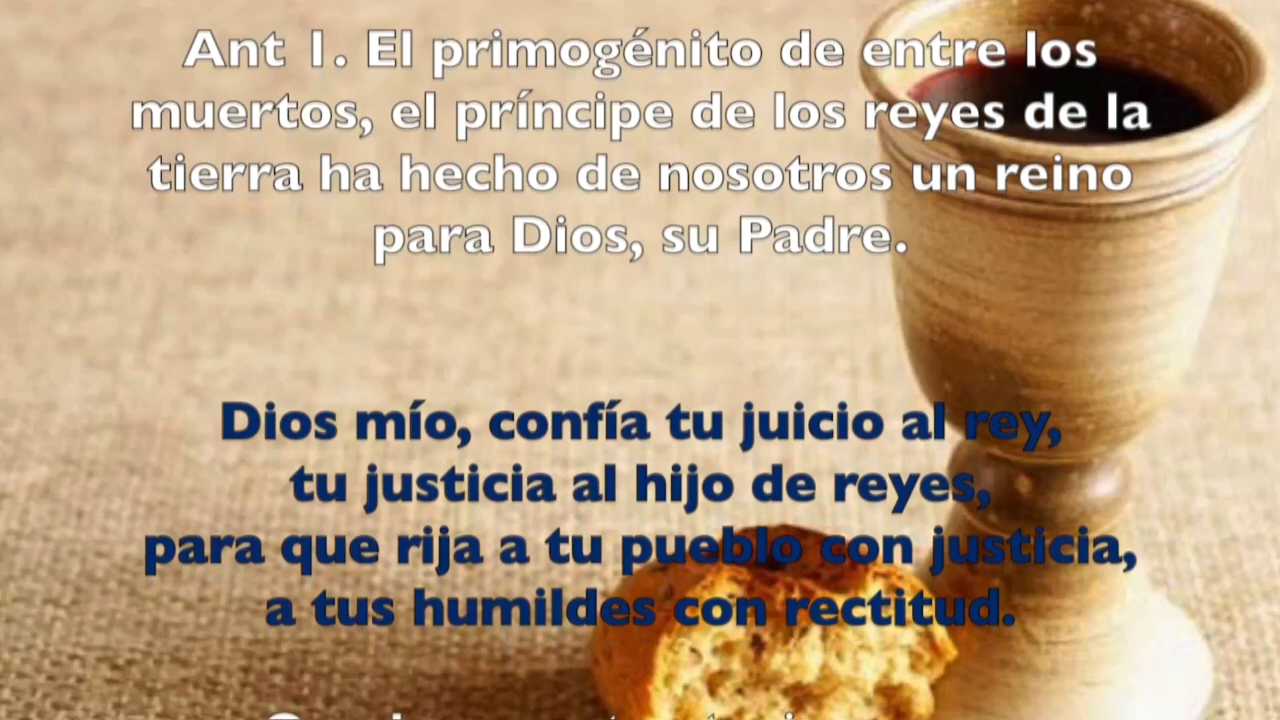 Ant 1. El primogénito de entre los
muertos, el príncipe de los reyes de la
tierra ha hecho de nosotros un reino
para Dios, su Padre.
Dios mío, confía tu juicio al rey,
tu justicia al hijo de reyes,
para que rija a tu pueblo con justicia,
a tus humildes con rectitud.